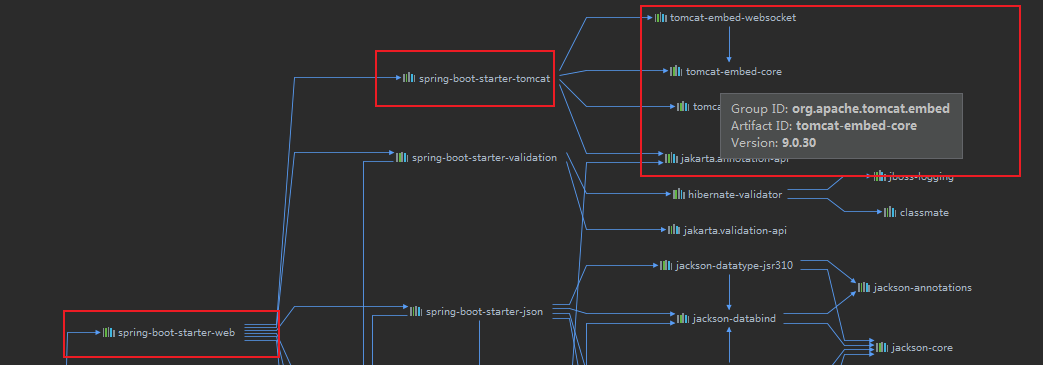 tomcat-embed-websocket
spring-boot-starter-tomcat
tomcat-embed-core
Group ID: org.apache.tomcat.embed
Artifact ID: tomcat-embed-core
Version: 9.0.30
spring-boot-starter-validation
jakarta.annotation-api
jboss-logging
hibernate-validator
classmate
jakarta.validation-api
jackson-datatype-jsr310
jackson-annotations
spring-boot-starter-json
jackson-databind
spring-boot-starter-web
jackson-core